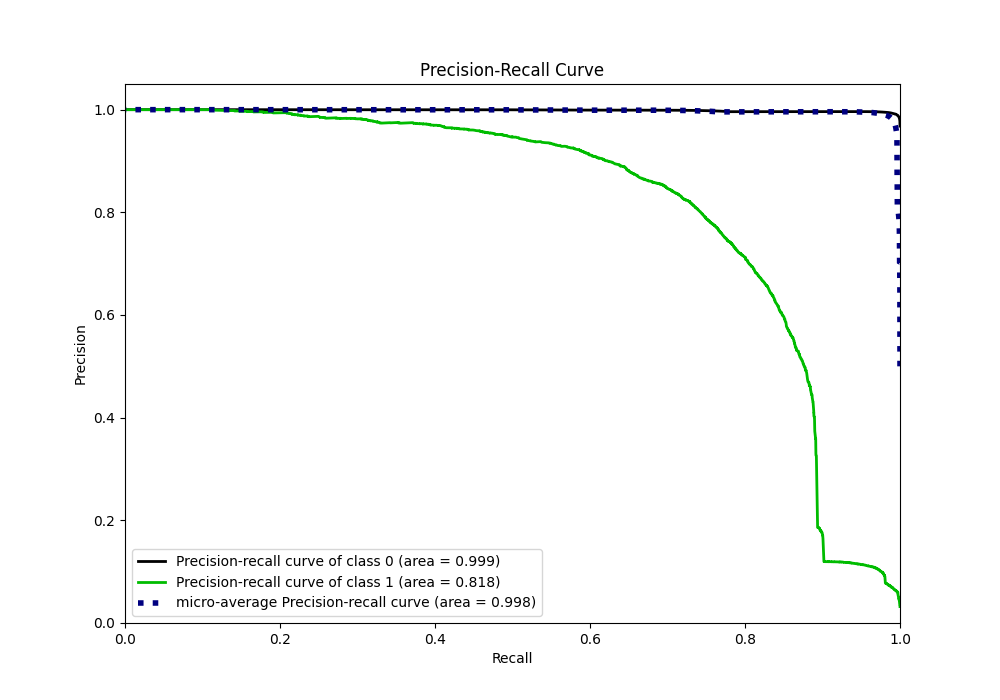 Precision-Recall Curve
1.0
0.8
0.6
0.4
0.2
0.0
Precision
Precision-recall curve of class 0 (area = 0.999)
Precision-recall curve of class 1 (area = 0.818)
micro-average Precision-recall curve (area = 0.998)
0.0 0.2 0.4 0.6 0.8 1.0
Recall